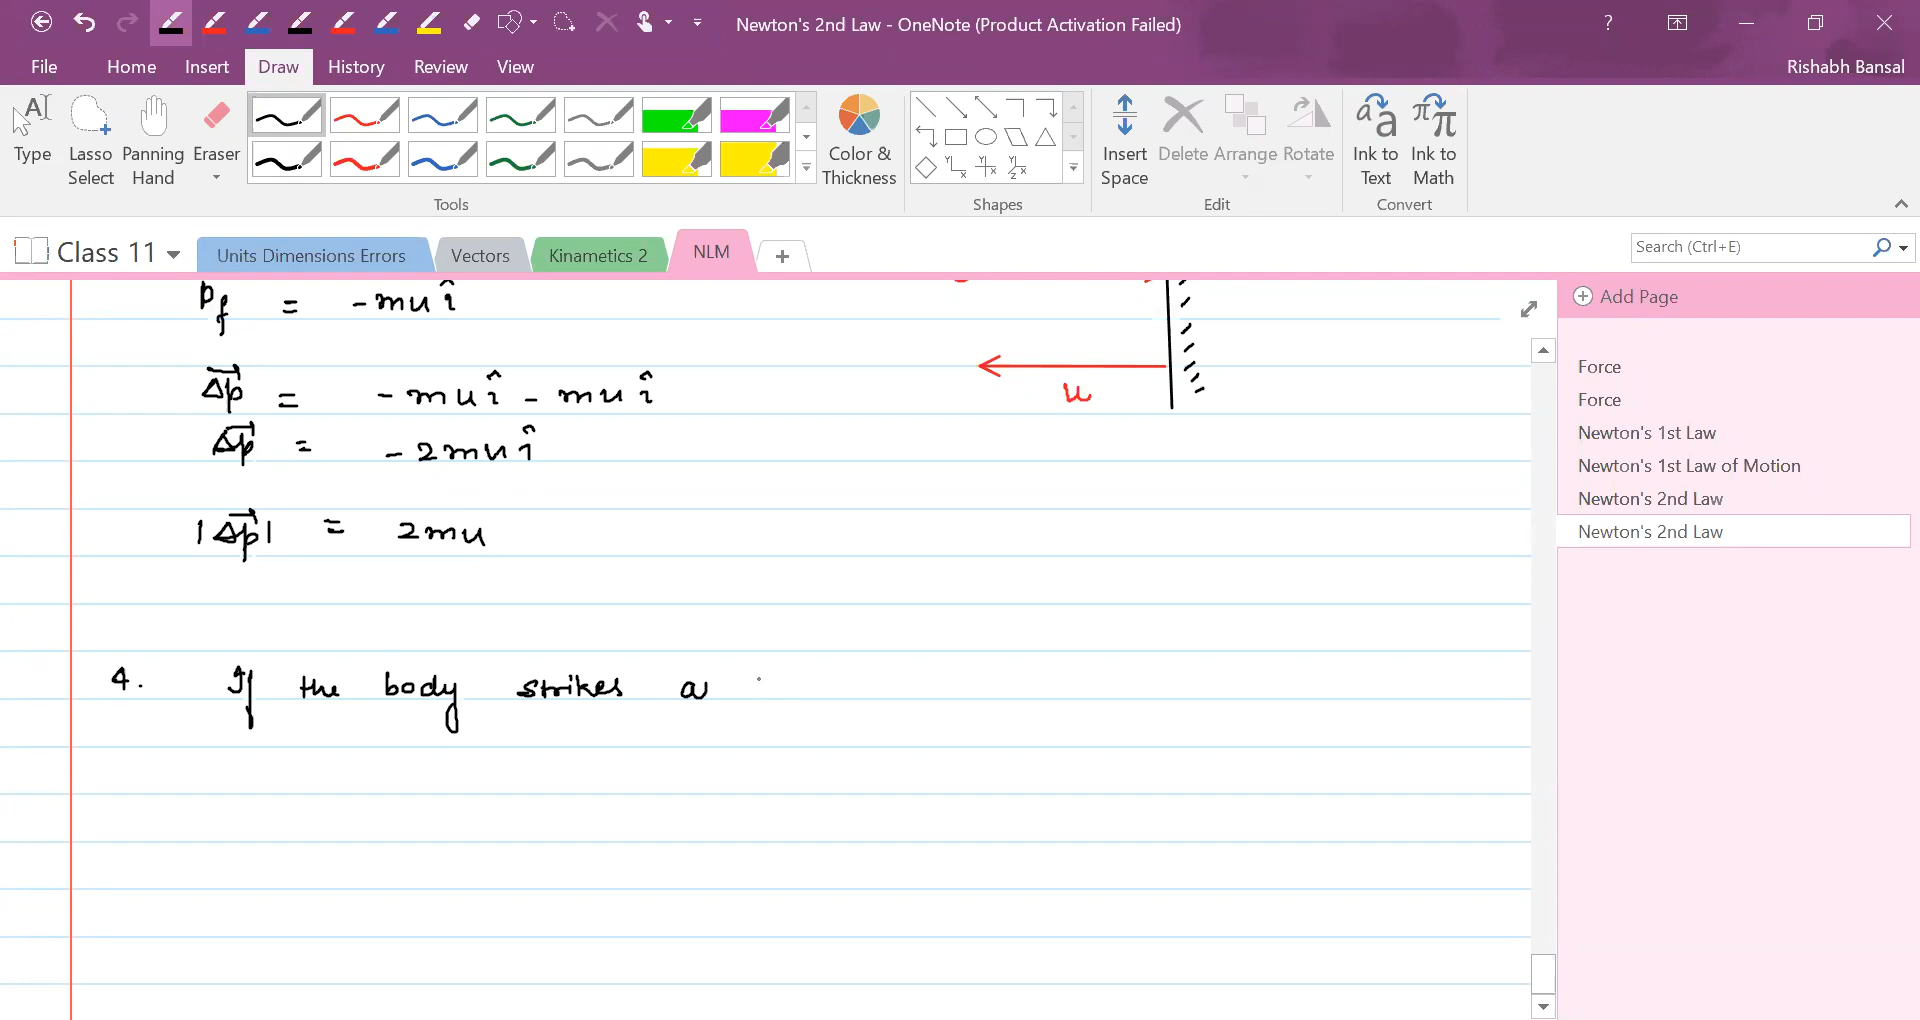 Newton's 2nd Law - OneNote (Product Activation Failed)
?
File Home Insert Draw History Review View
Rishabh Bansal
Type
Lasso Select
Panning Hand
Eraser
Color & Thickness
Insert Space
Delete
Arrange
Rotate
Ink to Text
Ink to Math
Tools
Shapes
Edit
Convert
Class 11
Units Dimensions Errors
Vectors
Kinametics 2
NLM
Search (Ctrl+E)
Add Page
Force
Force
Newton's 1st Law
Newton's 1st Law of Motion
Newton's 2nd Law
Newton's 2nd Law
p_f = -mu î
Δp⃗ = -mu î - mu î
Δp⃗ = -2mu î
|Δp⃗| = 2mu
u
4. If the body strikes a